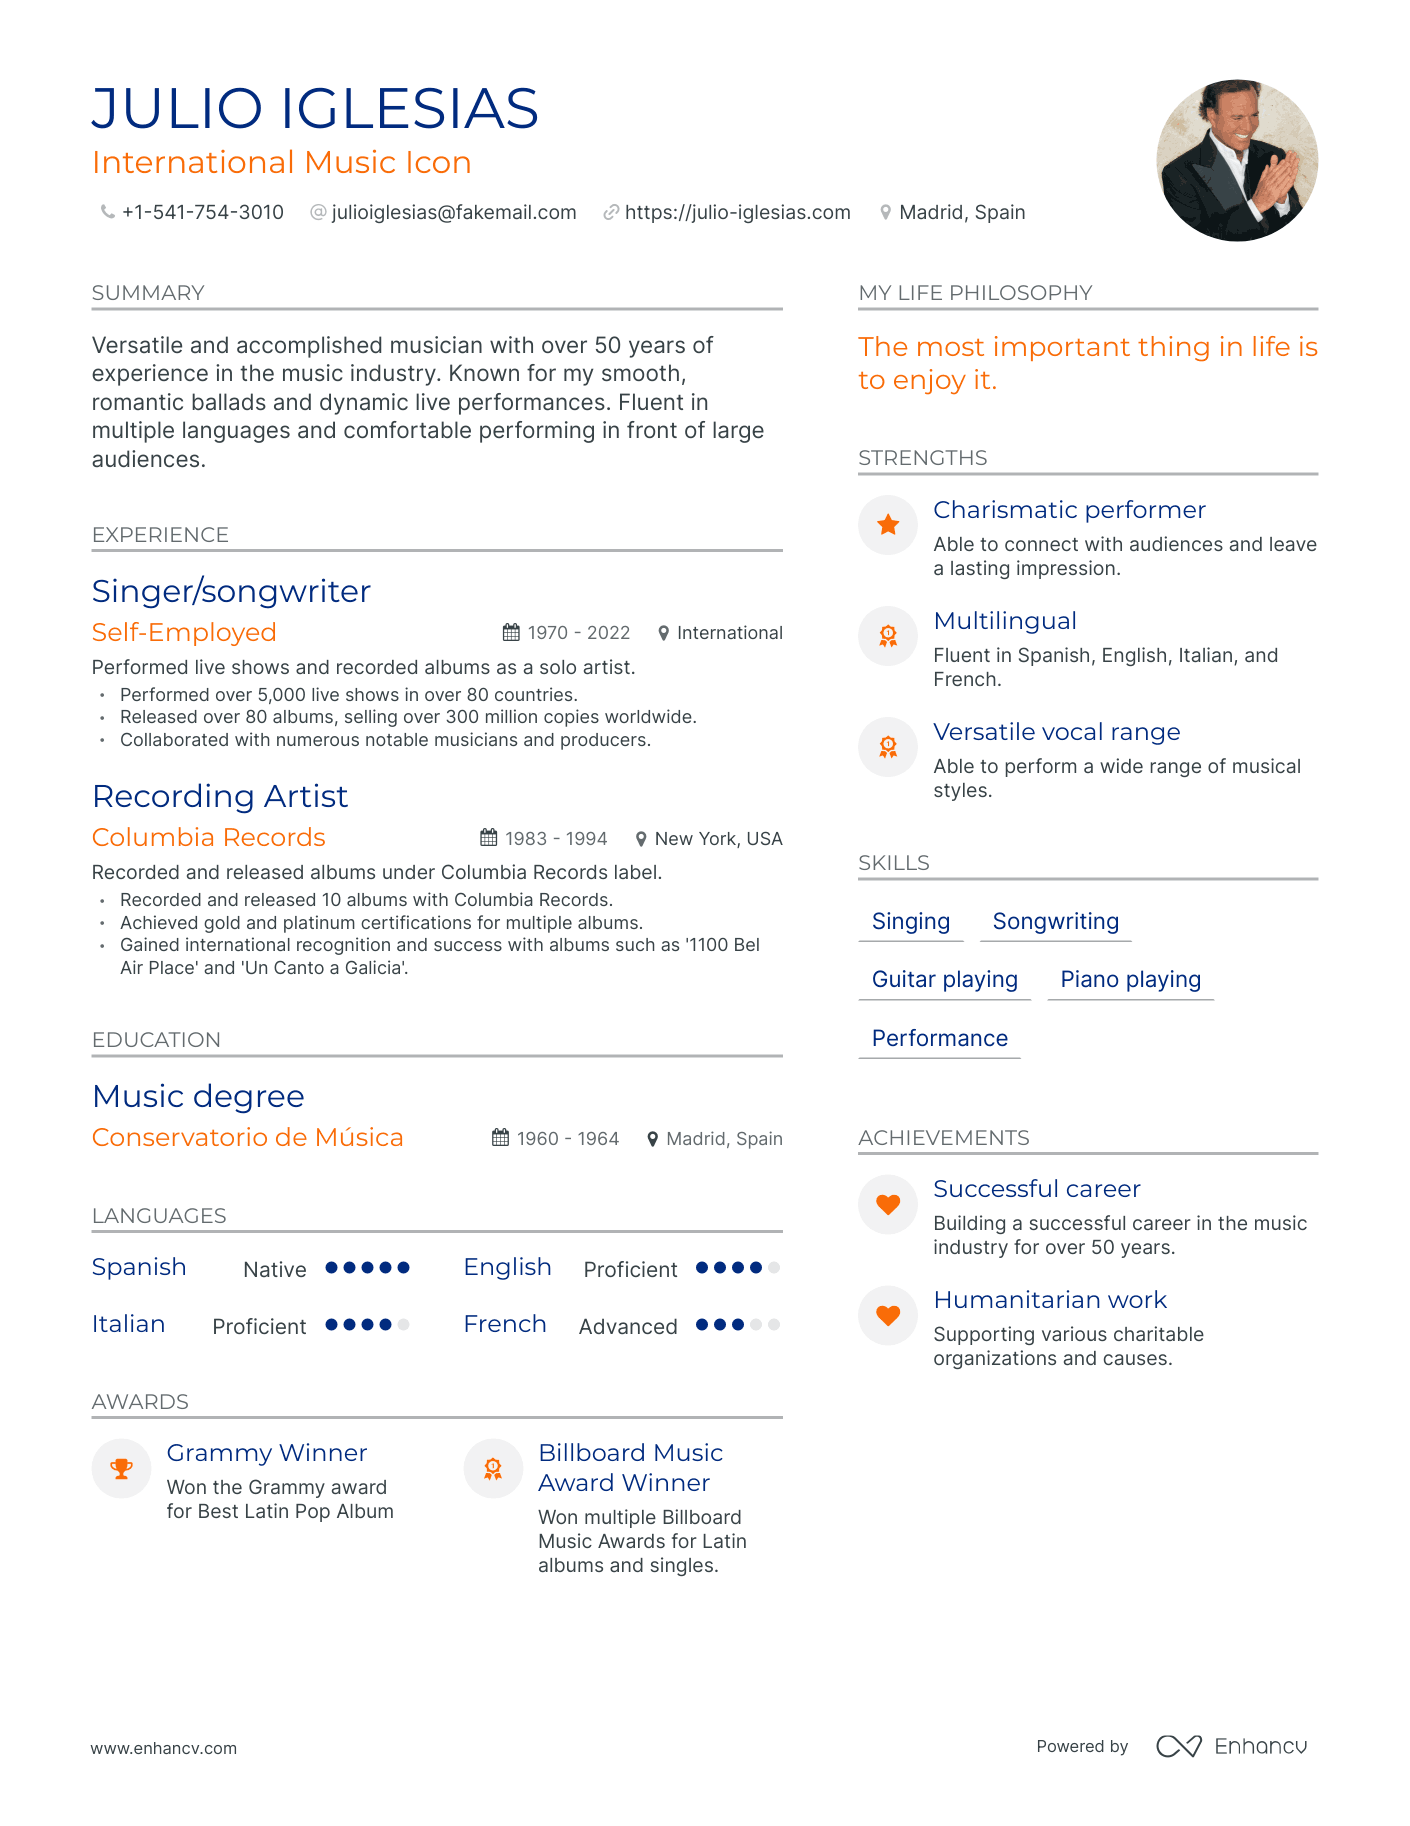 JULIO IGLESIAS
International Music Icon
+1-541-754-3010 @ julioiglesias@fakemail.com https://julio-iglesias.com Madrid, Spain
SUMMARY
Versatile and accomplished musician with over 50 years of
experience in the music industry. Known for my smooth,
romantic ballads and dynamic live performances. Fluent in
multiple languages and comfortable performing in front of large
audiences.
EXPERIENCE
Singer/songwriter
Self-Employed 1970 - 2022 International
Performed live shows and recorded albums as a solo artist.
• Performed over 5,000 live shows in over 80 countries.
• Released over 80 albums, selling over 300 million copies worldwide.
• Collaborated with numerous notable musicians and producers.
Recording Artist
Columbia Records 1983 - 1994 New York, USA
Recorded and released albums under Columbia Records label.
• Recorded and released 10 albums with Columbia Records.
• Achieved gold and platinum certifications for multiple albums.
• Gained international recognition and success with albums such as '1100 Bel
Air Place' and 'Un Canto a Galicia'.
EDUCATION
Music degree
Conservatorio de Música 1960 - 1964 Madrid, Spain
LANGUAGES
Spanish Native English Proficient
Italian Proficient French Advanced
AWARDS
Grammy Winner
Won the Grammy award
for Best Latin Pop Album
Billboard Music
Award Winner
Won multiple Billboard
Music Awards for Latin
albums and singles.
MY LIFE PHILOSOPHY
The most important thing in life is
to enjoy it.
STRENGTHS
Charismatic performer
Able to connect with audiences and leave
a lasting impression.
Multilingual
Fluent in Spanish, English, Italian, and
French.
Versatile vocal range
Able to perform a wide range of musical
styles.
SKILLS
Singing Songwriting
Guitar playing Piano playing
Performance
ACHIEVEMENTS
Successful career
Building a successful career in the music
industry for over 50 years.
Humanitarian work
Supporting various charitable
organizations and causes.
www.enhancv.com
Powered by Enhancv